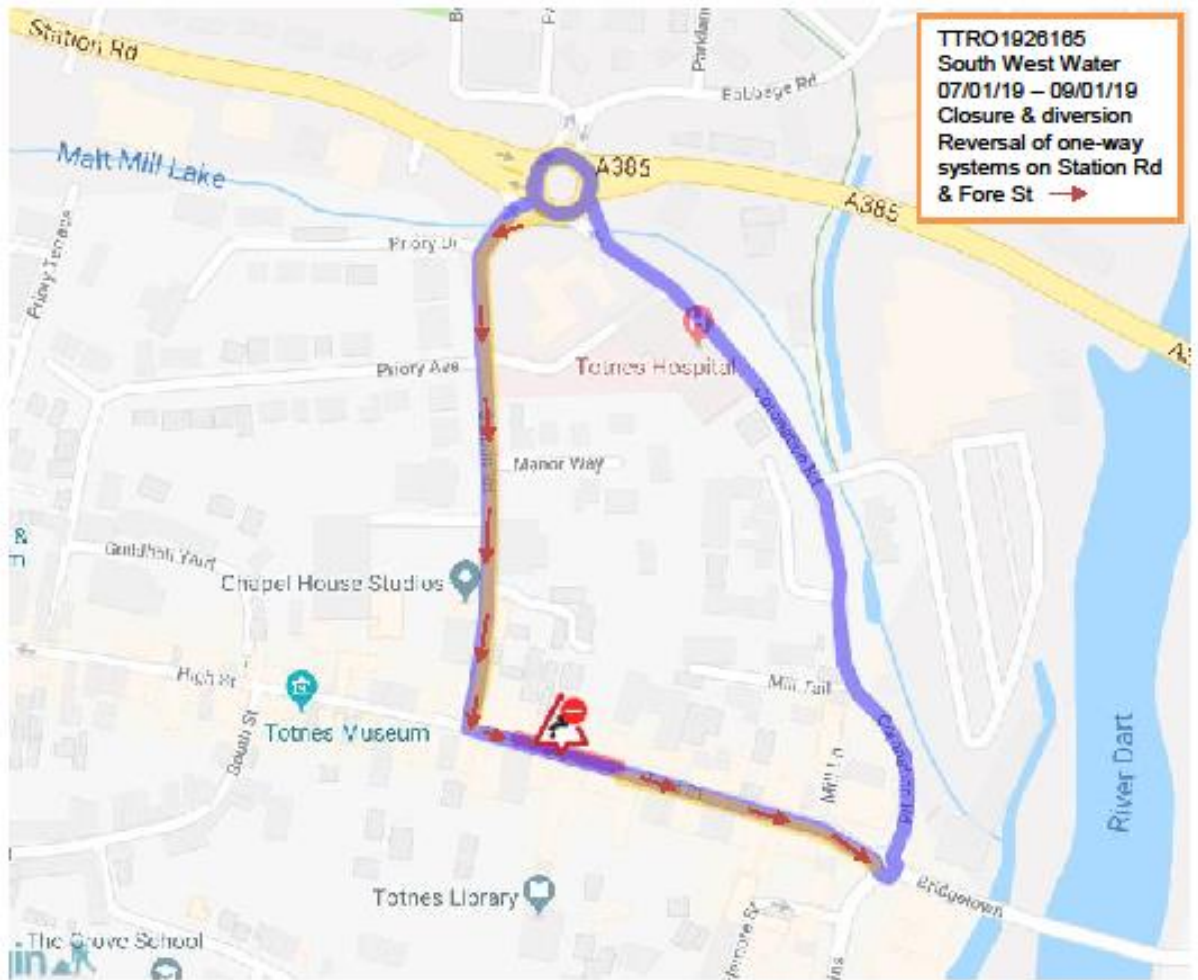 Station Rd
Babbage Rd
TTRO1926165
South West Water
07/01/19 – 09/01/19
Closure & diversion
Reversal of one-way
systems on Station Rd
& Fore St
Malt Mill Lake
A385
A385
Priory Terrace
Priory Dr
Priory Ave
Totnes Hospital
H
Coronation Rd
Manor Way
&
Guildhall Yard
Chapel House Studios
High St
South St
Totnes Museum
Mill Tail
Mill Ln
Coronation Rd
River Dart
Totnes Library
Bridgetown
The Grove School